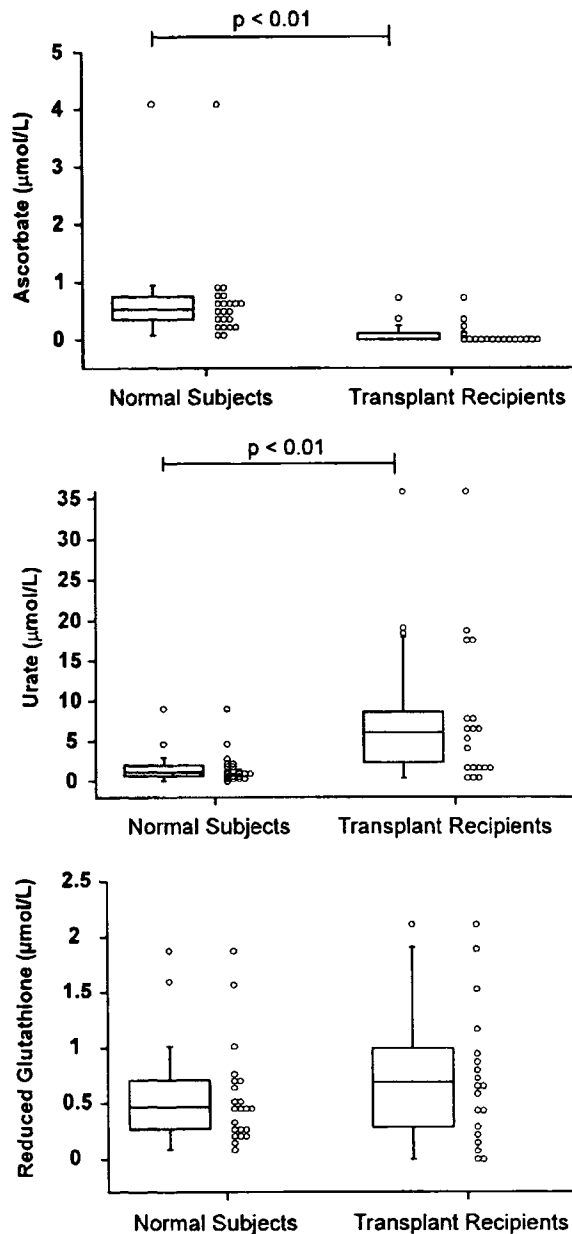 p < 0.01
Ascorbate (μmol/L)
5
4
3
2
1
0
Normal Subjects
Transplant Recipients
p < 0.01
Urate (μmol/L)
35
30
25
20
15
10
5
0
Normal Subjects
Transplant Recipients
Reduced Glutathione (μmol/L)
2.5
2
1.5
1
0.5
0
Normal Subjects
Transplant Recipients